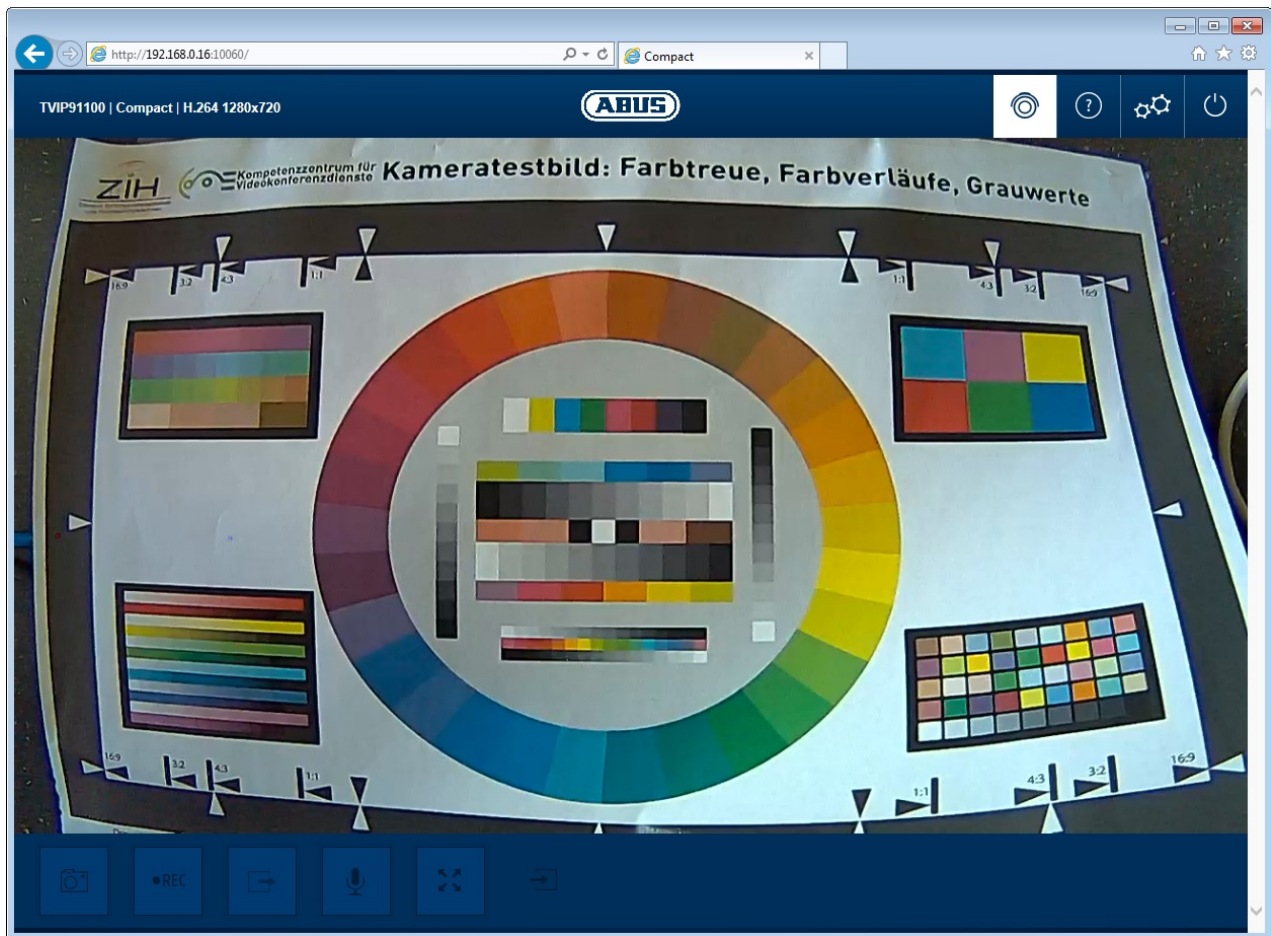 http://192.168.0.16:10060/
Compact
TVIP91100 | Compact | H.264 1280x720
ABUS
?
ZIH
Kompetenzzentrum für
Videokonferenzdienste
Kameratestbild: Farbtreue, Farbverläufe, Grauwerte
16:9
3:2
4:3
1:1
1:1
4:3
3:2
16:9
16:9
3:2
4:3
1:1
1:1
4:3
3:2
16:9
REC